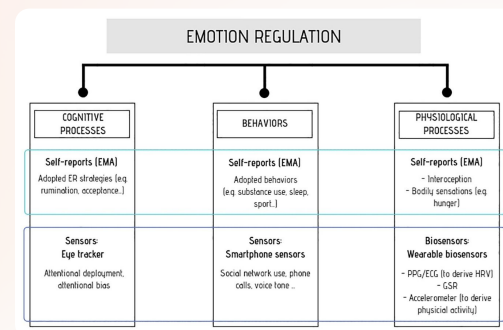 EMOTION REGULATION
COGNITIVE
PROCESSES
Self-reports (EMA)
Adopted ER strategies (e.g.
rumination, acceptance...)
Sensors:
Eye tracker
Attentional deployment,
attentional bias
BEHAVIORS
Self-reports (EMA)
Adopted behaviors
(e.q. substance use, sleep,
sport...)
Sensors:
Smartphone sensors
Social network use, phone
calls, voice tone ...
PHYSIOLOGICAL
PROCESSES
Self-reports (EMA)
- Interoception
- Bodily sensations (e.g.
hunger)
Biosensors:
Wearable biosensors
- PPG/ECG (to derive HRV)
- GSR
- Accelerometer (to derive
physicial activity)